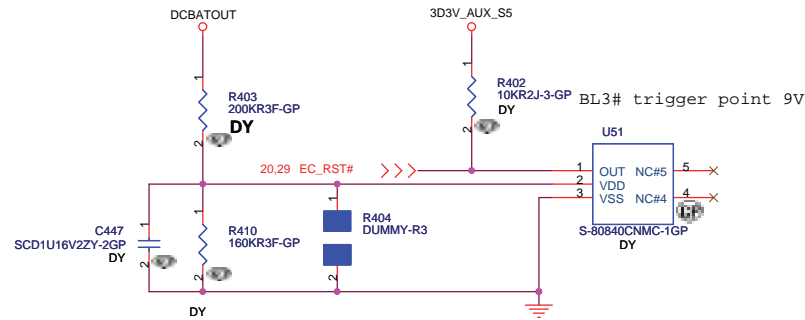 DCBATOUT
3D3V_AUX_S5
1
R403
200KR3F-GP
DY
2
1
R402
10KR2J-3-GP
DY
2
BL3# trigger point 9V
U51
20,29 EC_RST#
1 OUT NC#5 5
2 VDD
3 VSS NC#4 4
S-80840CNMC-1GP
DY
1
C447
SCD1U16V2ZY-2GP
DY
2
1
R410
160KR3F-GP
2
DY
1
R404
DUMMY-R3
2